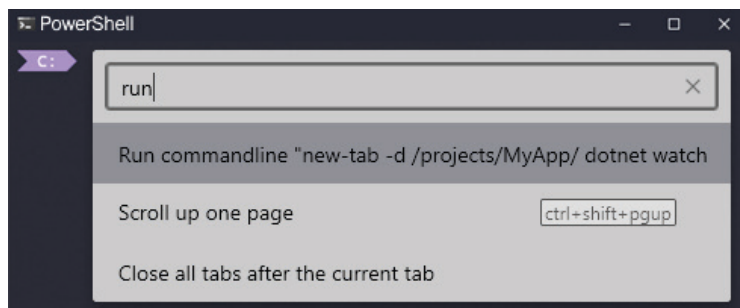 PowerShell
C:
run
Run commandline "new-tab -d /projects/MyApp/ dotnet watch
Scroll up one page ctrl+shift+pgup
Close all tabs after the current tab